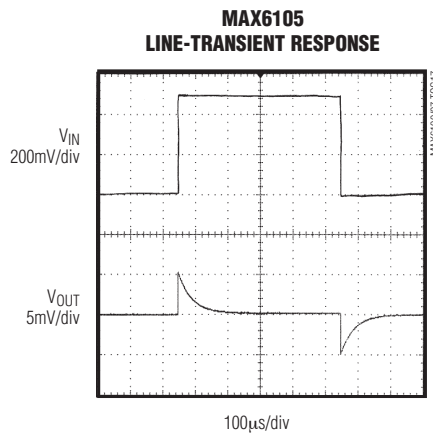 MAX6105
LINE-TRANSIENT RESPONSE
VIN
200mV/div
VOUT
5mV/div
100μs/div